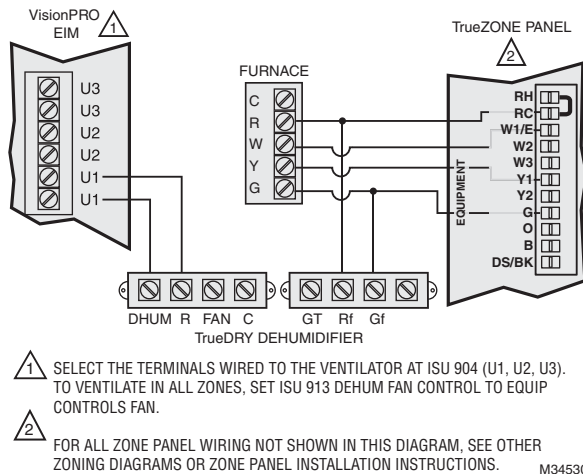 VisionPRO
EIM
1
TrueZONE PANEL
2
FURNACE
U3
U3
U2
U2
U1
U1
C
R
W
Y
G
EQUIPMENT
RH
RC
W1/E
W2
W3
Y1
Y2
G
O
B
DS/BK
DHUM R FAN C
GT Rf Gf
TrueDRY DEHUMIDIFIER
1 SELECT THE TERMINALS WIRED TO THE VENTILATOR AT ISU 904 (U1, U2, U3).
TO VENTILATE IN ALL ZONES, SET ISU 913 DEHUM FAN CONTROL TO EQUIP
CONTROLS FAN.
2
FOR ALL ZONE PANEL WIRING NOT SHOWN IN THIS DIAGRAM, SEE OTHER
ZONING DIAGRAMS OR ZONE PANEL INSTALLATION INSTRUCTIONS.